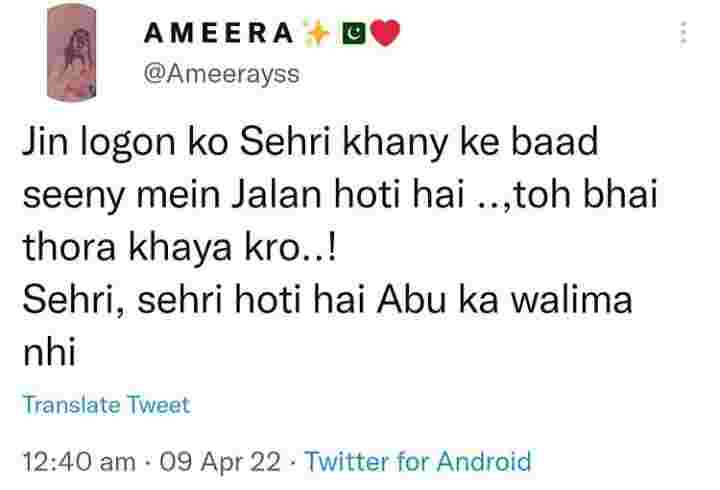 AMEERA✨🇵🇰❤️
@Ameerayss
Jin logon ko Sehri khany ke baad
seeny mein Jalan hoti hai ..,toh bhai
thora khaya kro..!
Sehri, sehri hoti hai Abu ka walima
nhi
Translate Tweet
12:40 am · 09 Apr 22 · Twitter for Android